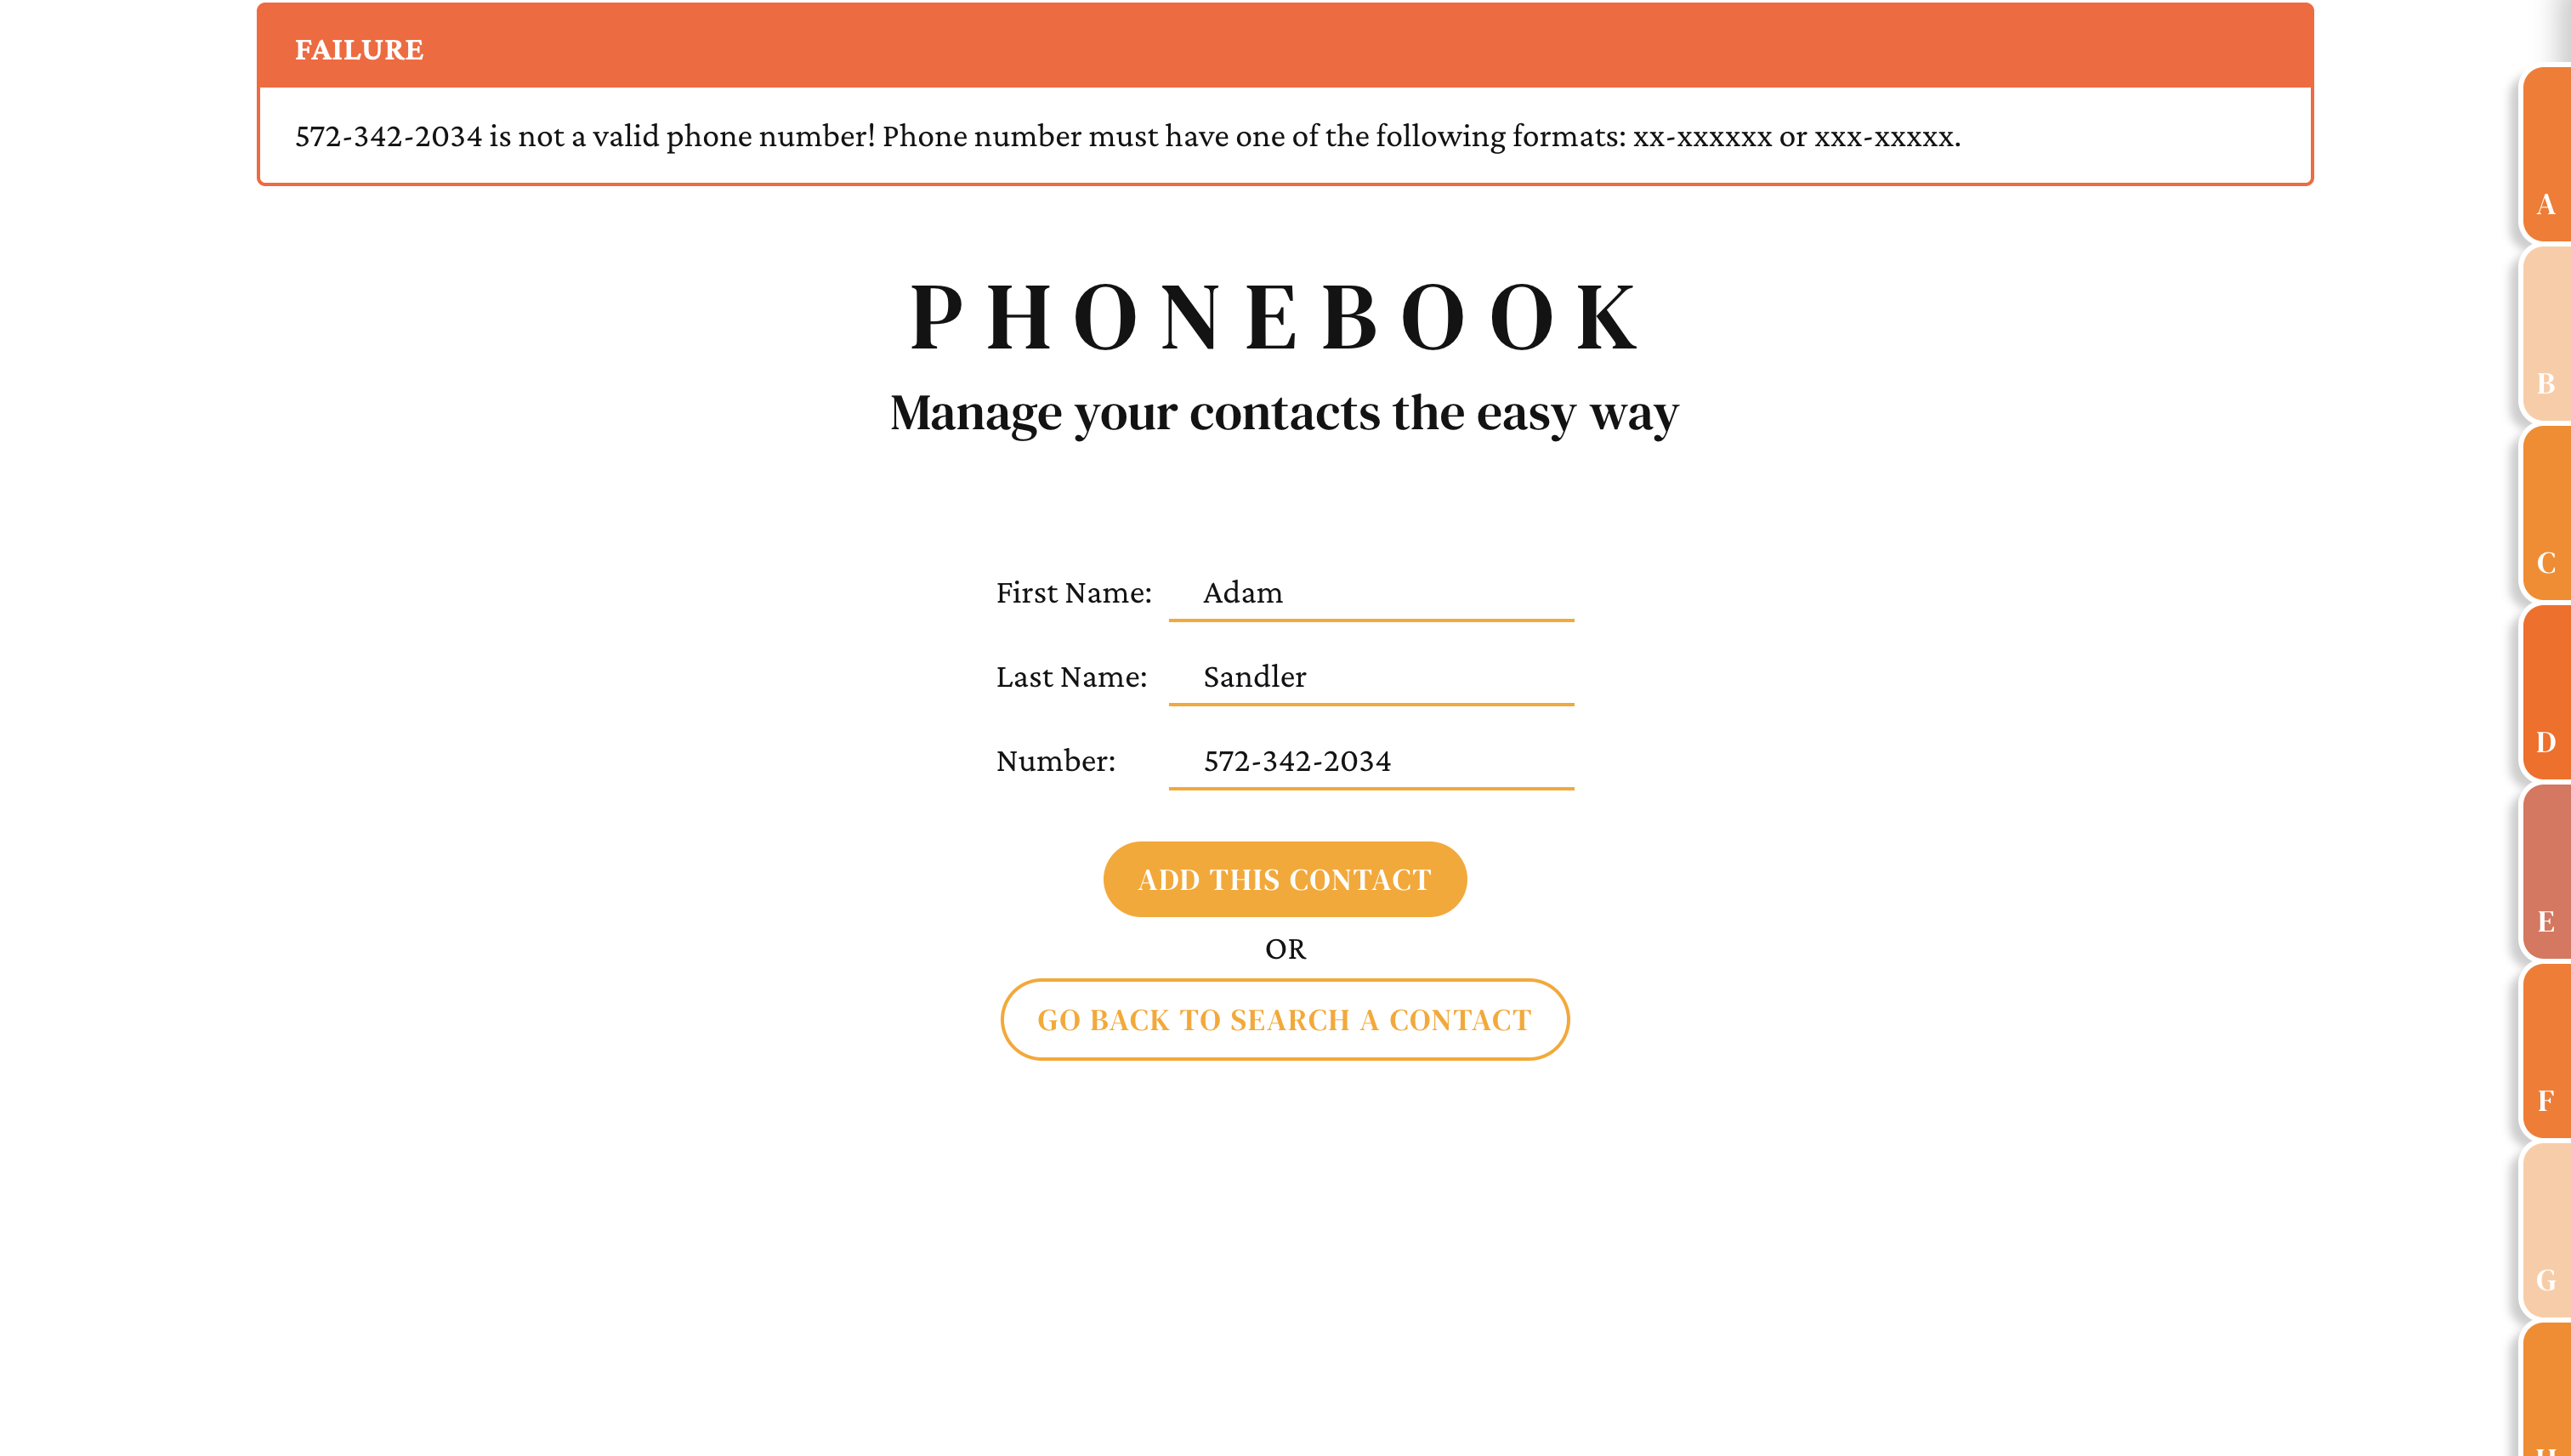 FAILURE
572-342-2034 is not a valid phone number! Phone number must have one of the following formats: xx-xxxxxx or xxx-xxxxx.
PHONEBOOK
Manage your contacts the easy way
First Name: Adam
Last Name: Sandler
Number: 572-342-2034
ADD THIS CONTACT
OR
GO BACK TO SEARCH A CONTACT
A
B
C
D
E
F
G